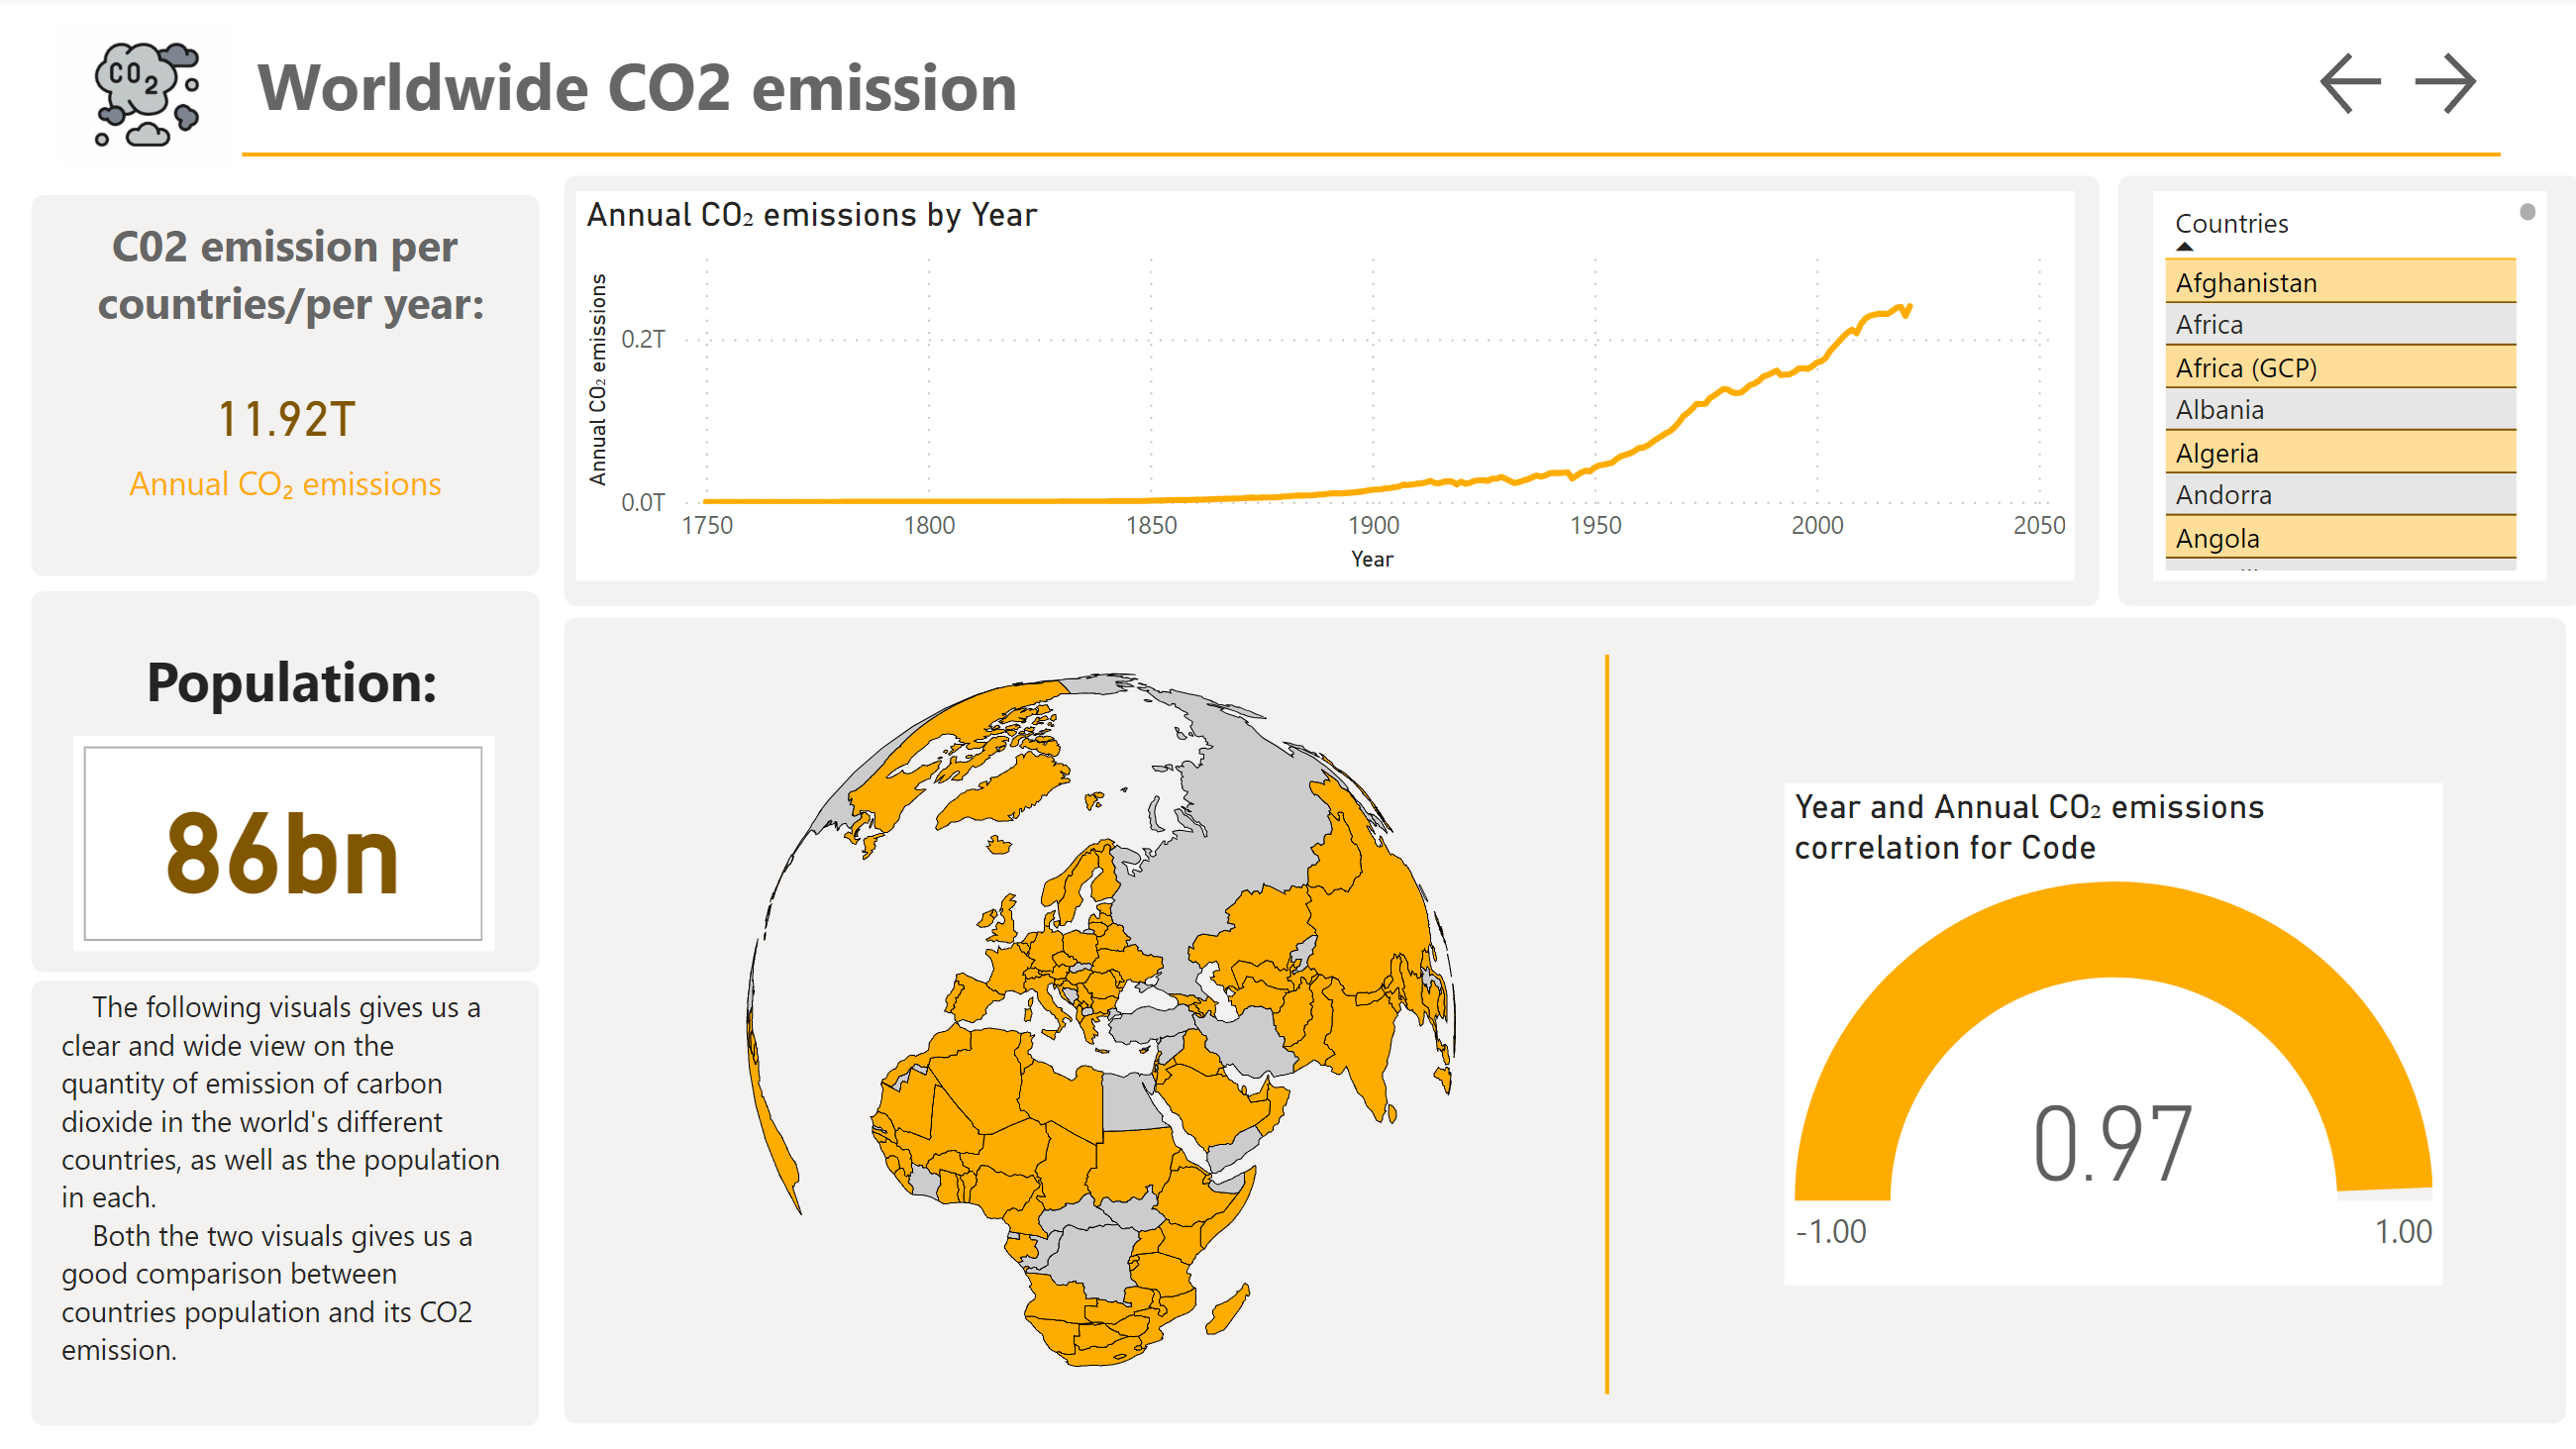 CO2
Worldwide CO2 emission
C02 emission per
countries/per year:
11.92T
Annual CO₂ emissions
Annual CO₂ emissions by Year
Annual CO₂ emissions
0.2T
0.0T
1750 1800 1850 1900 1950 2000 2050
Year
Countries
Afghanistan
Africa
Africa (GCP)
Albania
Algeria
Andorra
Angola
Population:
86bn
The following visuals gives us a
clear and wide view on the
quantity of emission of carbon
dioxide in the world's different
countries, as well as the population
in each.
Both the two visuals gives us a
good comparison between
countries population and its CO2
emission.
Year and Annual CO₂ emissions
correlation for Code
0.97
-1.00 1.00